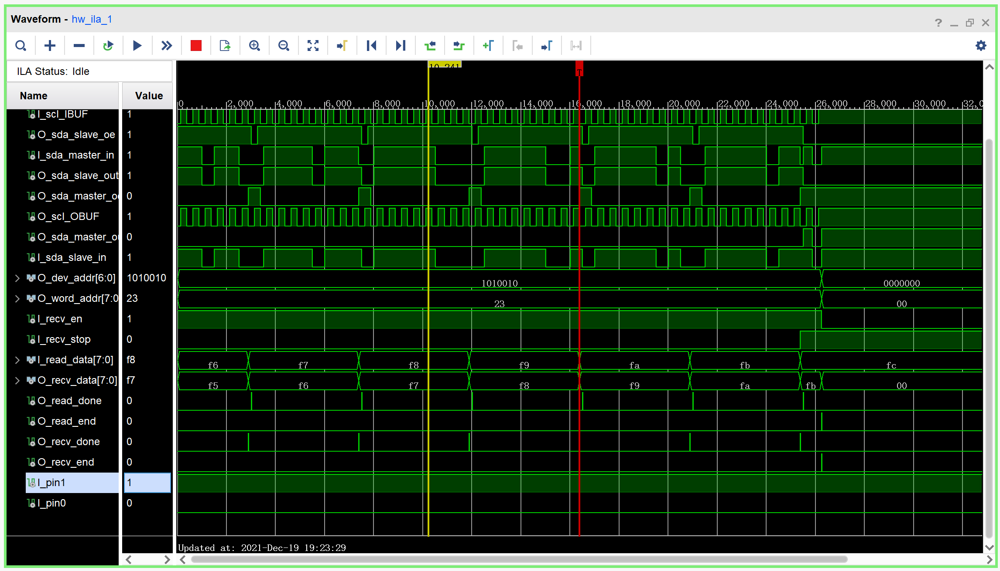 Waveform - hw_ila_1
?
ILA Status: Idle
Name Value
10,241
T
0 2,000 4,000 6,000 8,000 10,000 12,000 14,000 16,000 18,000 20,000 22,000 24,000 26,000 28,000 30,000 32,0
I_scl_IBUF 1
O_sda_slave_oe 1
I_sda_master_in 1
O_sda_slave_out 1
O_sda_master_o 0
O_scl_OBUF 1
O_sda_master_ou 0
I_sda_slave_in 1
O_dev_addr[6:0] 1010010 1010010 0000000
O_word_addr[7:0 23 23 00
I_recv_en 1
I_recv_stop 0
I_read_data[7:0] f8 f6 f7 f8 f9 fa fb fc
O_recv_data[7:0] f7 f5 f6 f7 f8 f9 fa fb 00
O_read_done 0
O_read_end 0
O_recv_done 0
O_recv_end 0
I_pin1 1
I_pin0 0
Updated at: 2021-Dec-19 19:23:29